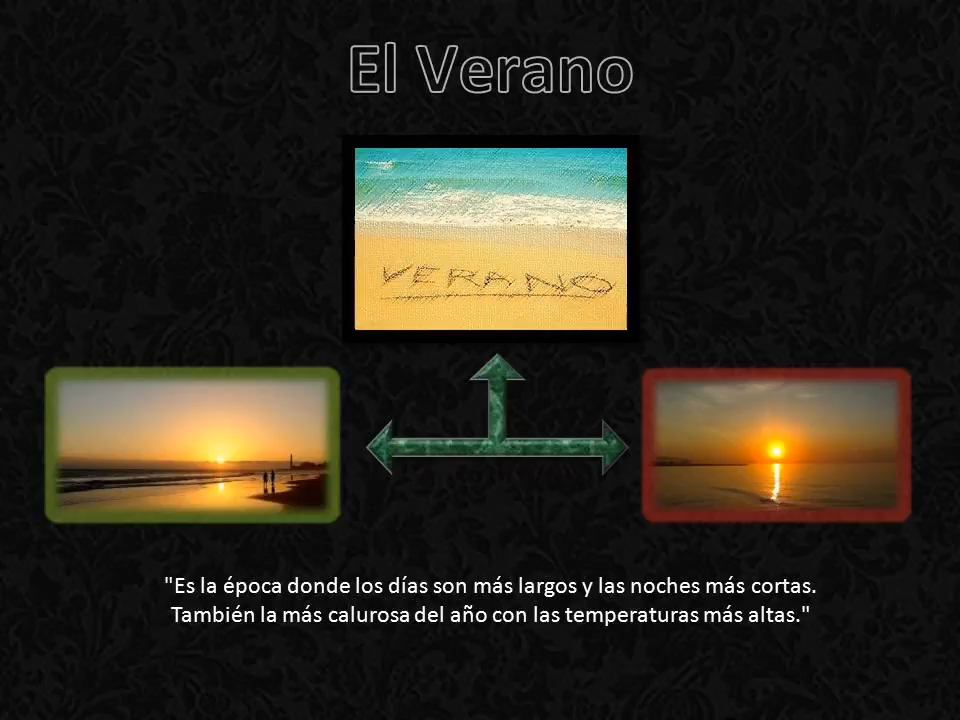 El Verano
VERANO
"Es la época donde los días son más largos y las noches más cortas.
También la más calurosa del año con las temperaturas más altas."